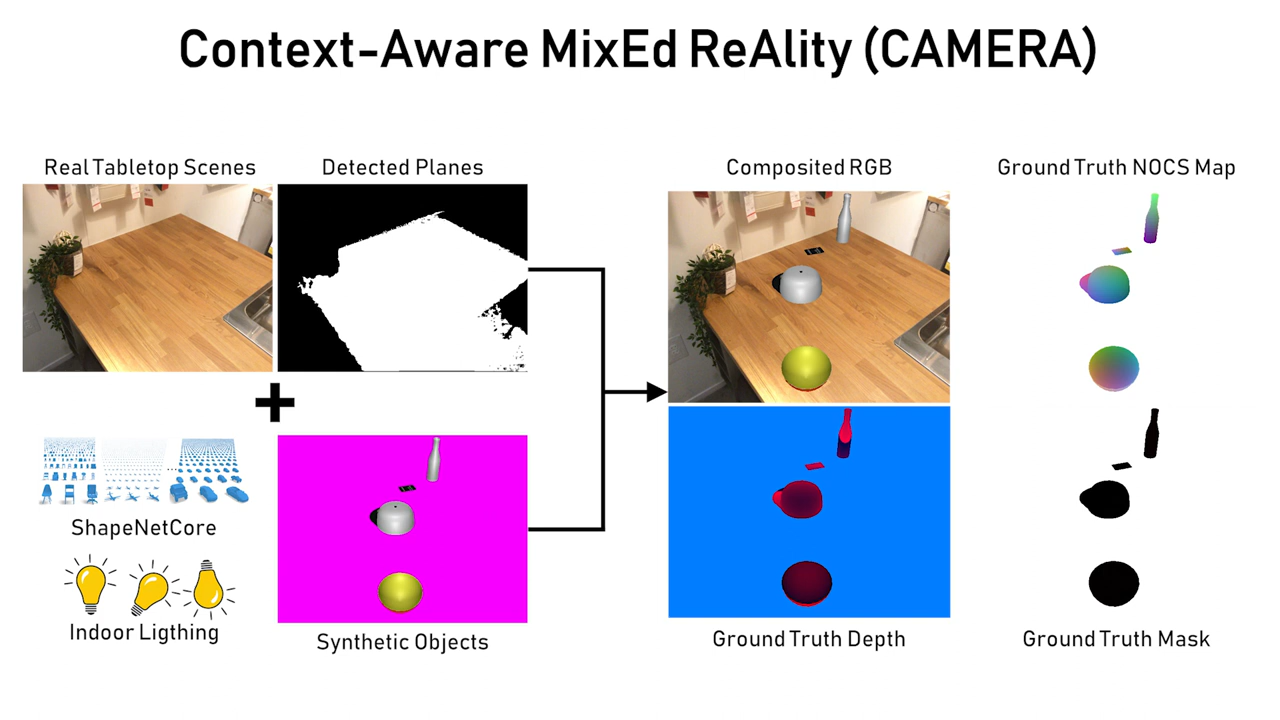 Context-Aware MixEd ReAlity (CAMERA)
Real Tabletop Scenes
Detected Planes
Composited RGB
Ground Truth NOCS Map
ShapeNetCore
Indoor Ligthing
Synthetic Objects
Ground Truth Depth
Ground Truth Mask